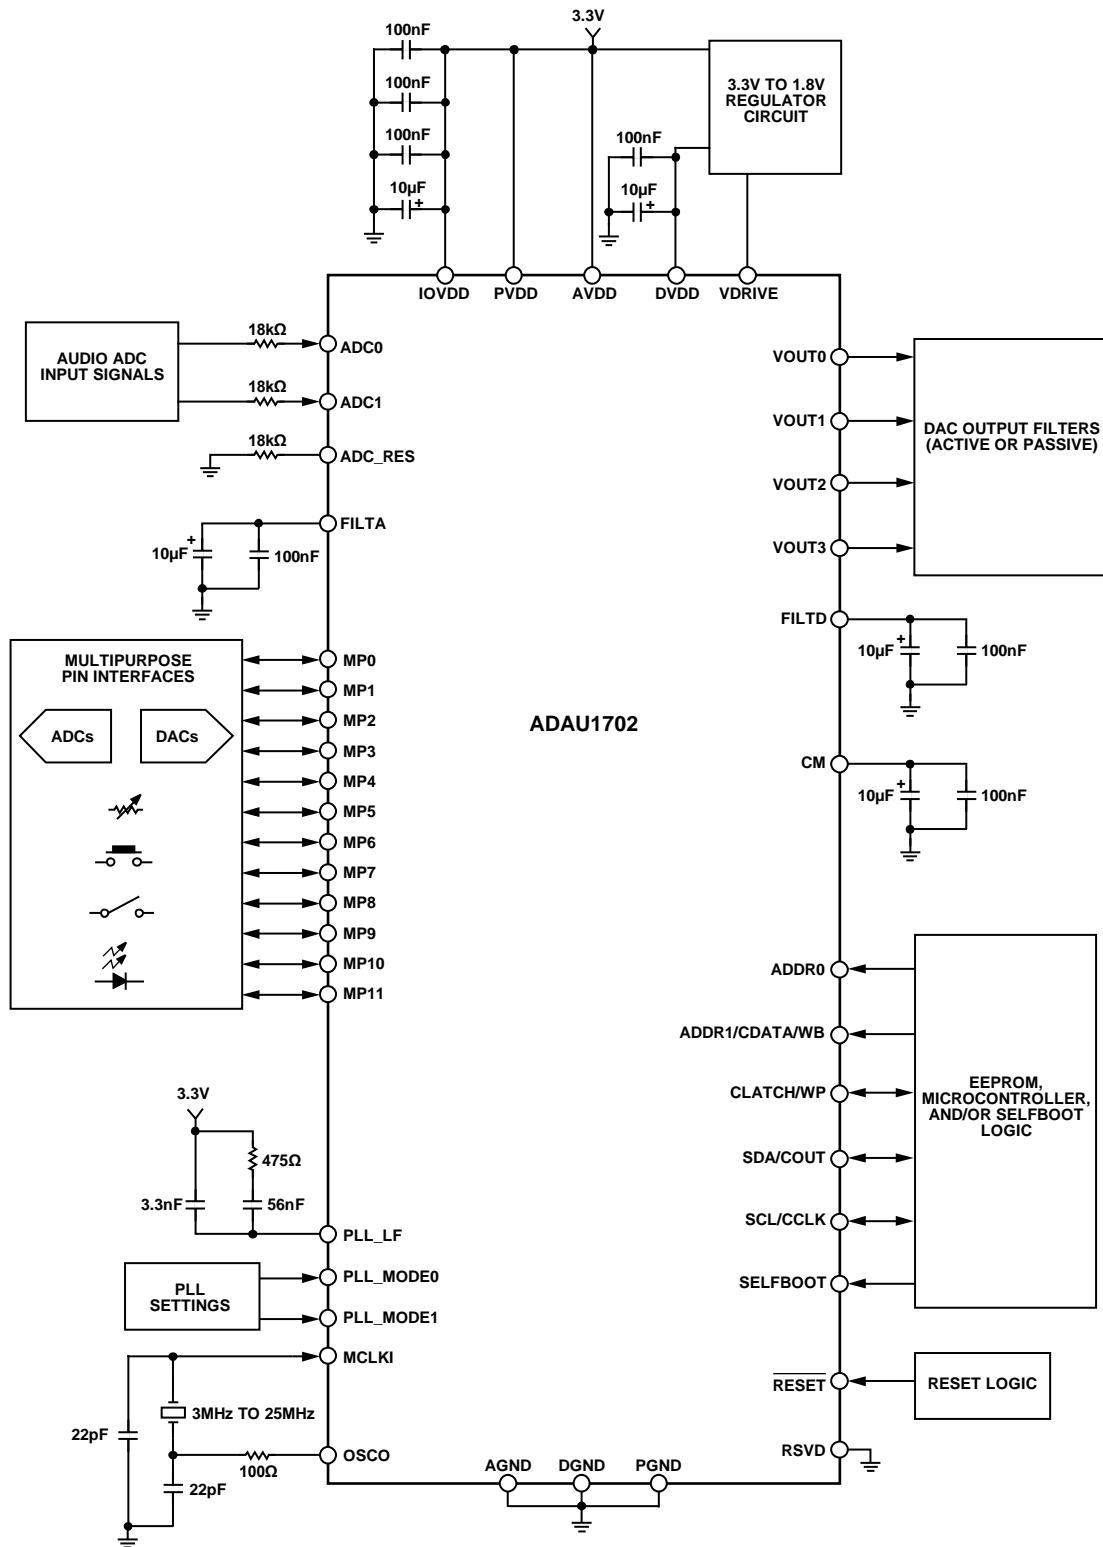 3.3V
100nF
100nF
100nF
10µF
+
3.3V TO 1.8V
REGULATOR
CIRCUIT
100nF
10µF
+
IOVDD
PVDD
AVDD
DVDD
VDRIVE
AUDIO ADC
INPUT SIGNALS
18kΩ
ADC0
18kΩ
ADC1
18kΩ
ADC_RES
FILTA
+
10µF
100nF
VOUT0
VOUT1
VOUT2
VOUT3
DAC OUTPUT FILTERS
(ACTIVE OR PASSIVE)
FILTD
+
10µF
100nF
MULTIPURPOSE
PIN INTERFACES
ADCs
DACs
MP0
MP1
MP2
MP3
MP4
MP5
MP6
MP7
MP8
MP9
MP10
MP11
ADAU1702
CM
+
10µF
100nF
ADDR0
ADDR1/CDATA/WB
CLATCH/WP
SDA/COUT
SCL/CCLK
SELFBOOT
EEPROM,
MICROCONTROLLER,
AND/OR SELFBOOT
LOGIC
3.3V
475Ω
3.3nF
56nF
PLL_LF
PLL
SETTINGS
PLL_MODE0
PLL_MODE1
MCLKI
3MHz TO 25MHz
22pF
100Ω
OSCO
22pF
RESET
RESET LOGIC
RSVD
AGND
DGND
PGND